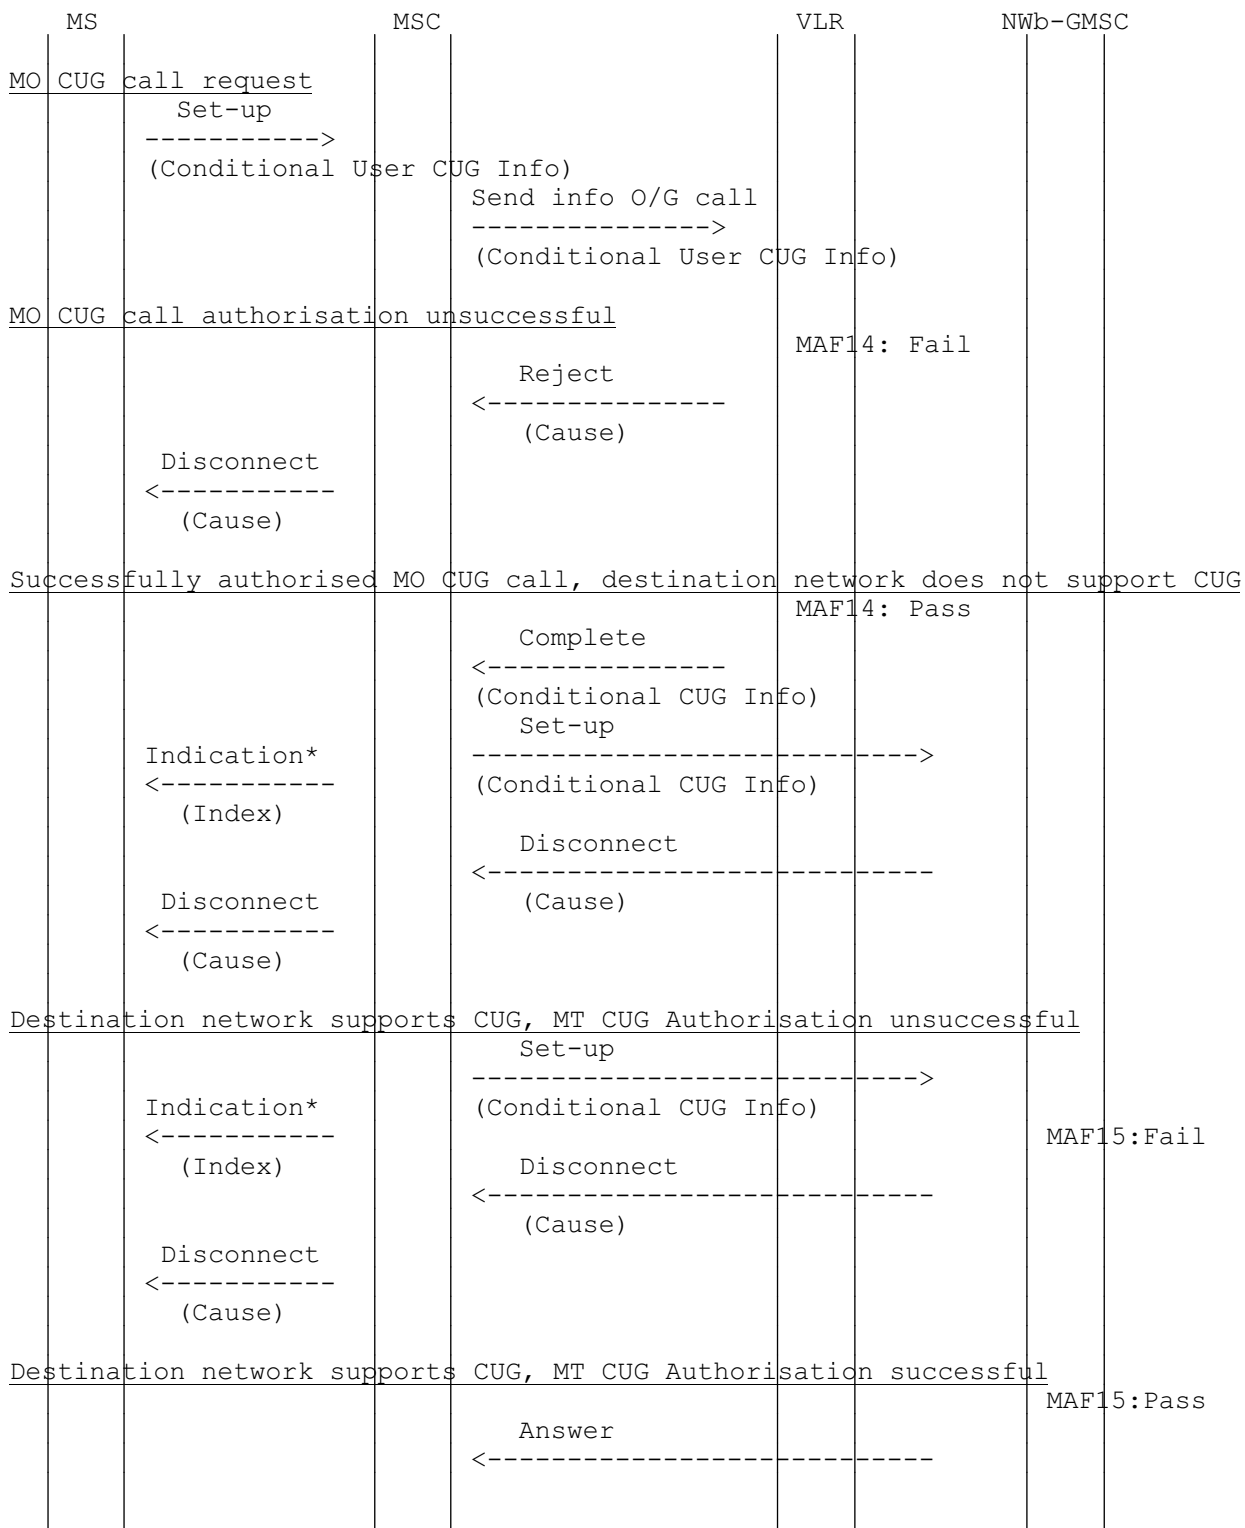 MS MSC VLR NWb-GMSC
MO CUG call request
Set-up
----------->
(Conditional User CUG Info)
Send info O/G call
--------------->
(Conditional User CUG Info)
MO CUG call authorisation unsuccessful
MAF14: Fail
Reject
<---------------
(Cause)
Disconnect
<-----------
(Cause)
Successfully authorised MO CUG call, destination network does not support CUG
MAF14: Pass
Complete
<---------------
(Conditional CUG Info)
Set-up
Indication* ---------------------------->
<----------- (Conditional CUG Info)
(Index)
Disconnect
<----------------------------
Disconnect (Cause)
<-----------
(Cause)
Destination network supports CUG, MT CUG Authorisation unsuccessful
Set-up
---------------------------->
Indication* (Conditional CUG Info)
<----------- MAF15:Fail
(Index) Disconnect
<----------------------------
(Cause)
Disconnect
<-----------
(Cause)
Destination network supports CUG, MT CUG Authorisation successful
MAF15:Pass
Answer
<----------------------------